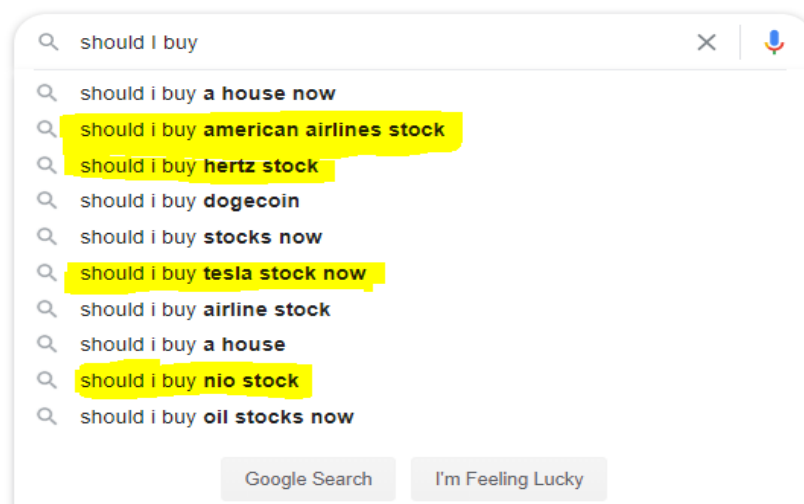 should I buy
should i buy a house now
should i buy american airlines stock
should i buy hertz stock
should i buy dogecoin
should i buy stocks now
should i buy tesla stock now
should i buy airline stock
should i buy a house
should i buy nio stock
should i buy oil stocks now
Google Search I'm Feeling Lucky